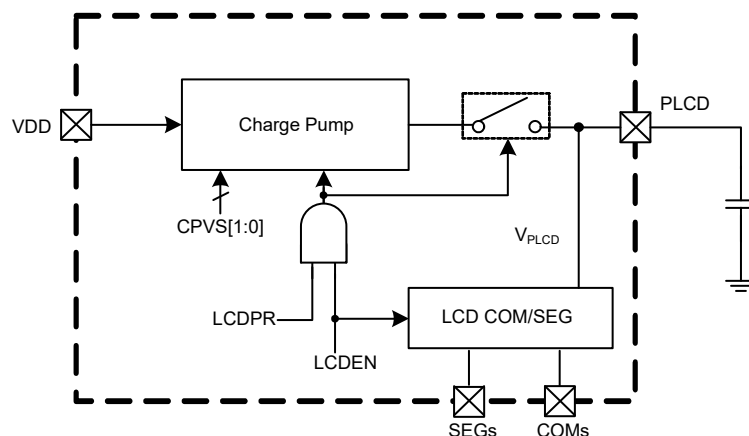 PLCD
VDD
Charge Pump
CPVS[1:0]
VPLCD
LCDPR
LCD COM/SEG
LCDEN
SEGs
COMs